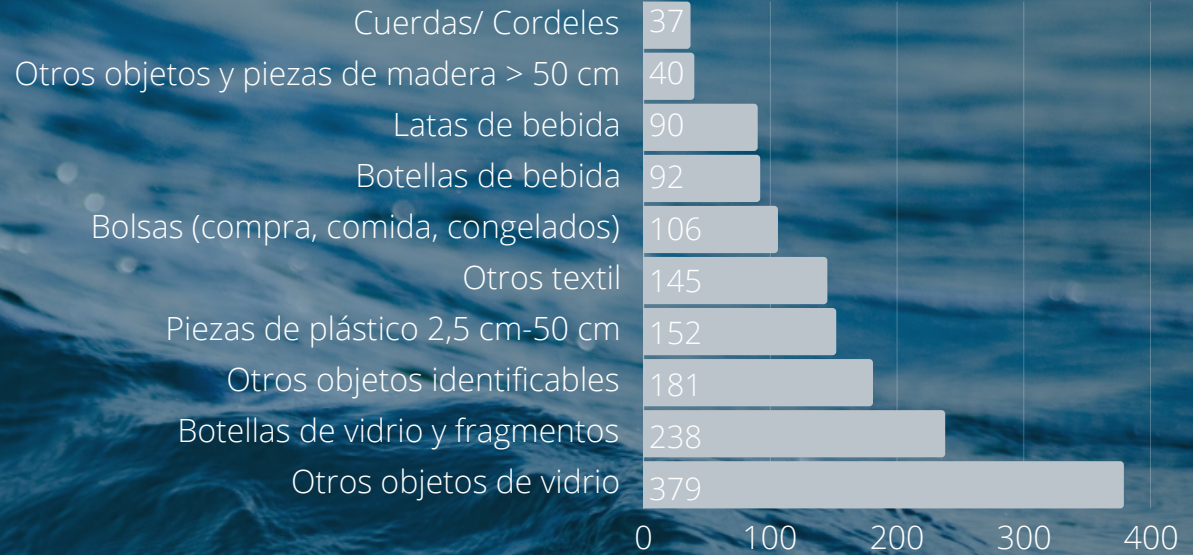 Cuerdas/ Cordeles 37
Otros objetos y piezas de madera > 50 cm 40
Latas de bebida 90
Botellas de bebida 92
Bolsas (compra, comida, congelados) 106
Otros textil 145
Piezas de plástico 2,5 cm-50 cm 152
Otros objetos identificables 181
Botellas de vidrio y fragmentos 238
Otros objetos de vidrio 379
0 100 200 300 400